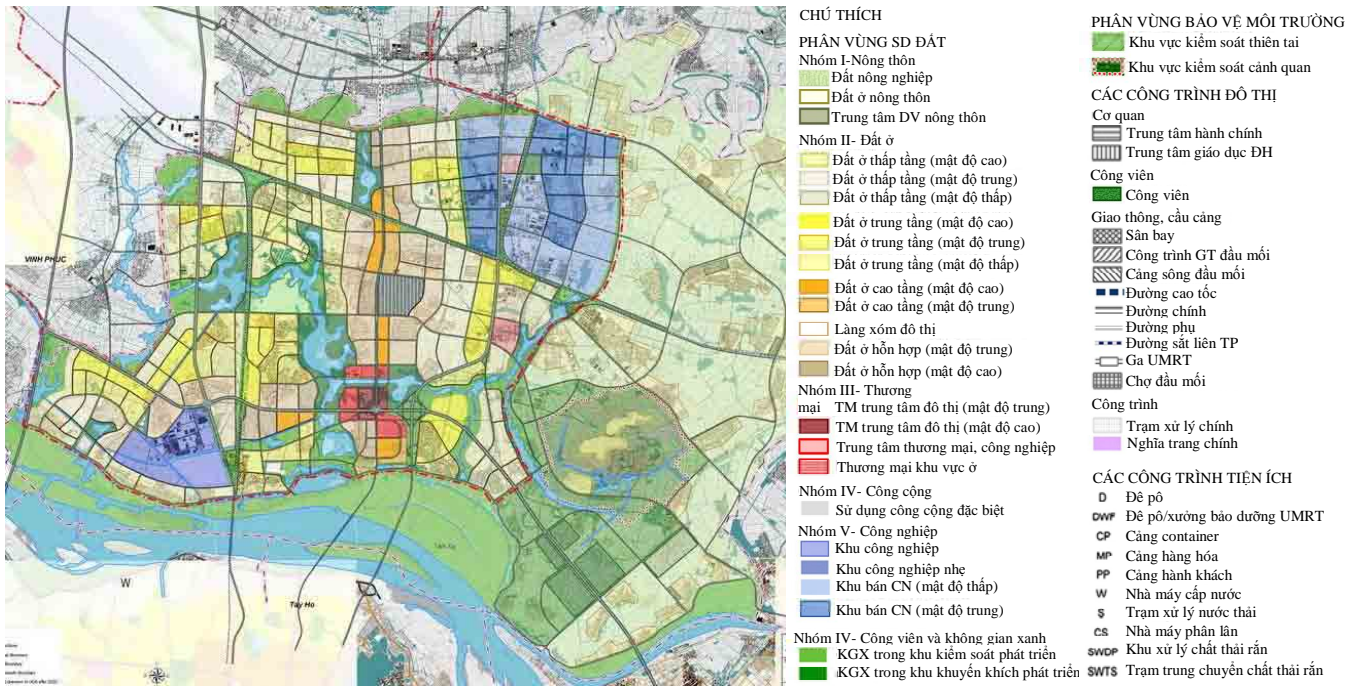 VINH PHUC
Tay Ho
W
CHÚ THÍCH
PHÂN VÙNG SD ĐẤT
Nhóm I-Nông thôn
Đất nông nghiệp
Đất ở nông thôn
Trung tâm DV nông thôn
Nhóm II- Đất ở
Đất ở thấp tầng (mật độ cao)
Đất ở thấp tầng (mật độ trung)
Đất ở thấp tầng (mật độ thấp)
Đất ở trung tầng (mật độ cao)
Đất ở trung tầng (mật độ trung)
Đất ở trung tầng (mật độ thấp)
Đất ở cao tầng (mật độ cao)
Đất ở cao tầng (mật độ trung)
Làng xóm đô thị
Đất ở hỗn hợp (mật độ trung)
Đất ở hỗn hợp (mật độ cao)
Nhóm III- Thương
mại TM trung tâm đô thị (mật độ trung)
TM trung tâm đô thị (mật độ cao)
Trung tâm thương mại, công nghiệp
Thương mại khu vực ở
Nhóm IV- Công cộng
Sử dụng công cộng đặc biệt
Nhóm V- Công nghiệp
Khu công nghiệp
Khu công nghiệp nhẹ
Khu bán CN (mật độ thấp)
Khu bán CN (mật độ trung)
Nhóm IV- Công viên và không gian xanh
KGX trong khu kiểm soát phát triển
KGX trong khu khuyến khích phát triển
PHÂN VÙNG BẢO VỆ MÔI TRƯỜNG
Khu vực kiểm soát thiên tai
Khu vực kiểm soát cảnh quan
CÁC CÔNG TRÌNH ĐÔ THỊ
Cơ quan
Trung tâm hành chính
Trung tâm giáo dục ĐH
Công viên
Công viên
Giao thông, cầu cảng
Sân bay
Công trình GT đầu mối
Cảng sông đầu mối
Đường cao tốc
Đường chính
Đường phụ
Đường sắt liên TP
Ga UMRT
Chợ đầu mối
Công trình
Trạm xử lý chính
Nghĩa trang chính
CÁC CÔNG TRÌNH TIỆN ÍCH
D Đê pô
DWF Đê pô/xưởng bảo dưỡng UMRT
CP Cảng container
MP Cảng hàng hóa
PP Cảng hành khách
W Nhà máy cấp nước
S Trạm xử lý nước thải
CS Nhà máy phân lân
SWDP Khu xử lý chất thải rắn
SWTS Trạm trung chuyển chất thải rắn